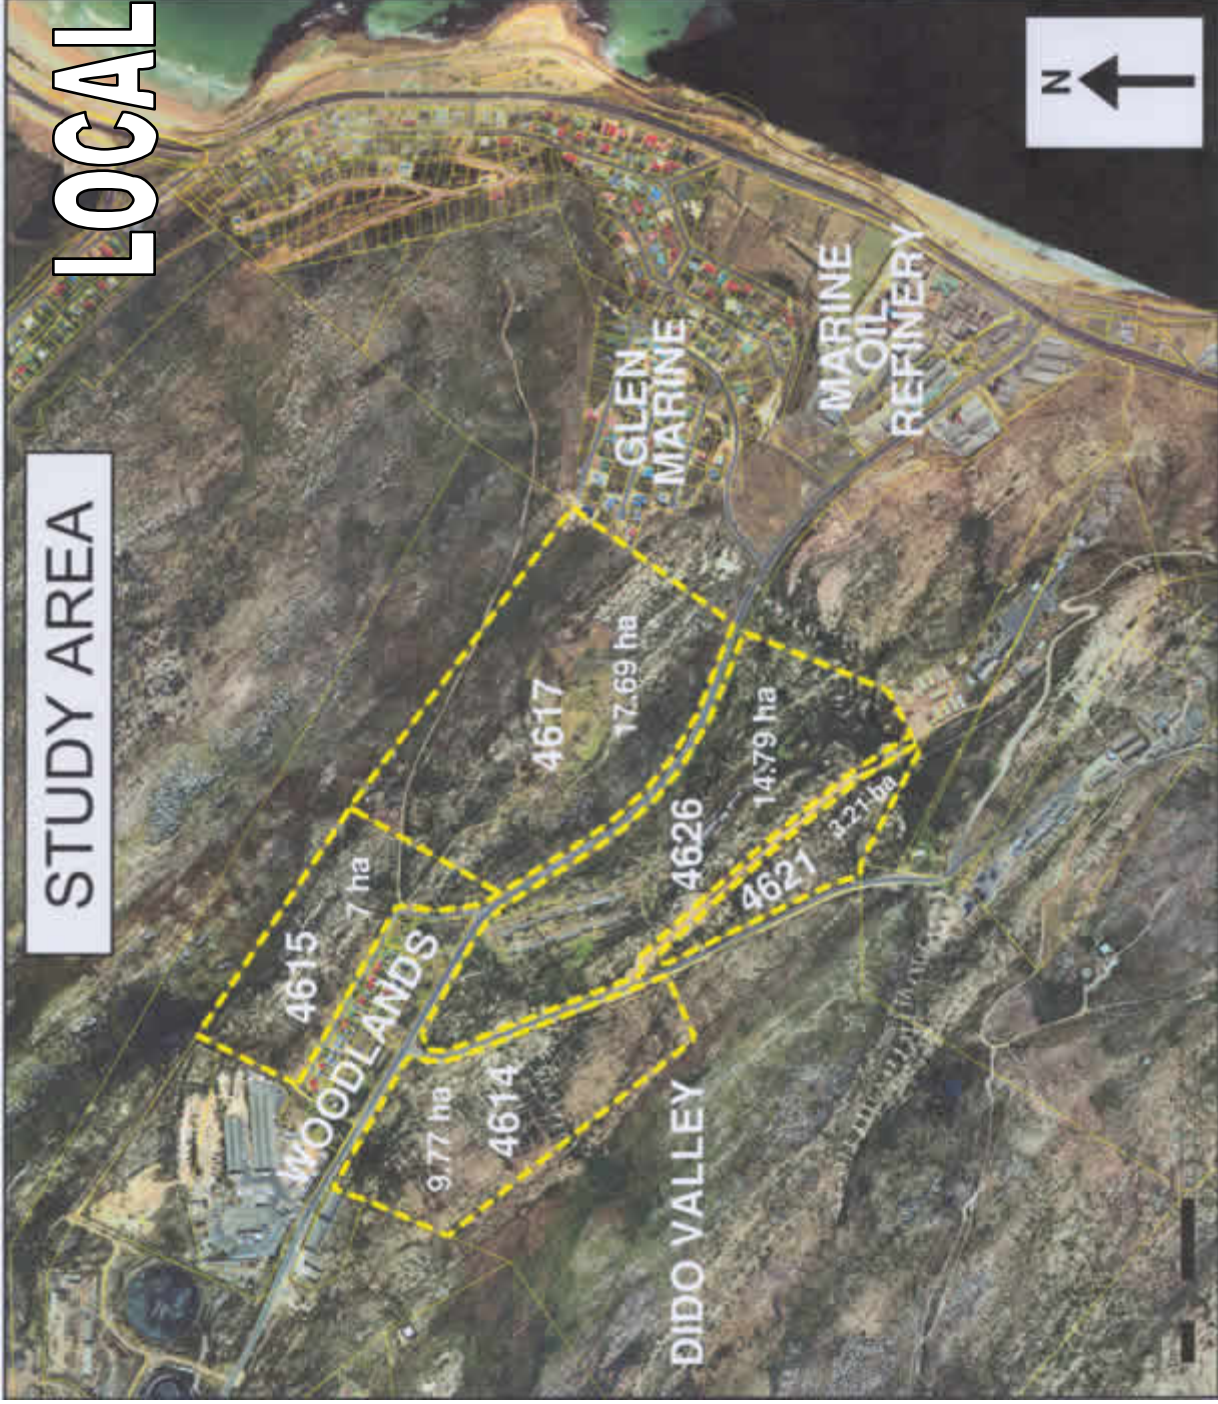 LOCAL
STUDY AREA
N
4615
7 ha
WOODLANDS
4617
17.69 ha
GLEN
MARINE
MARINE
OIL
REFINERY
4626
14.79 ha
4621
3.21 ha
9.77 ha
4614
DIDO VALLEY